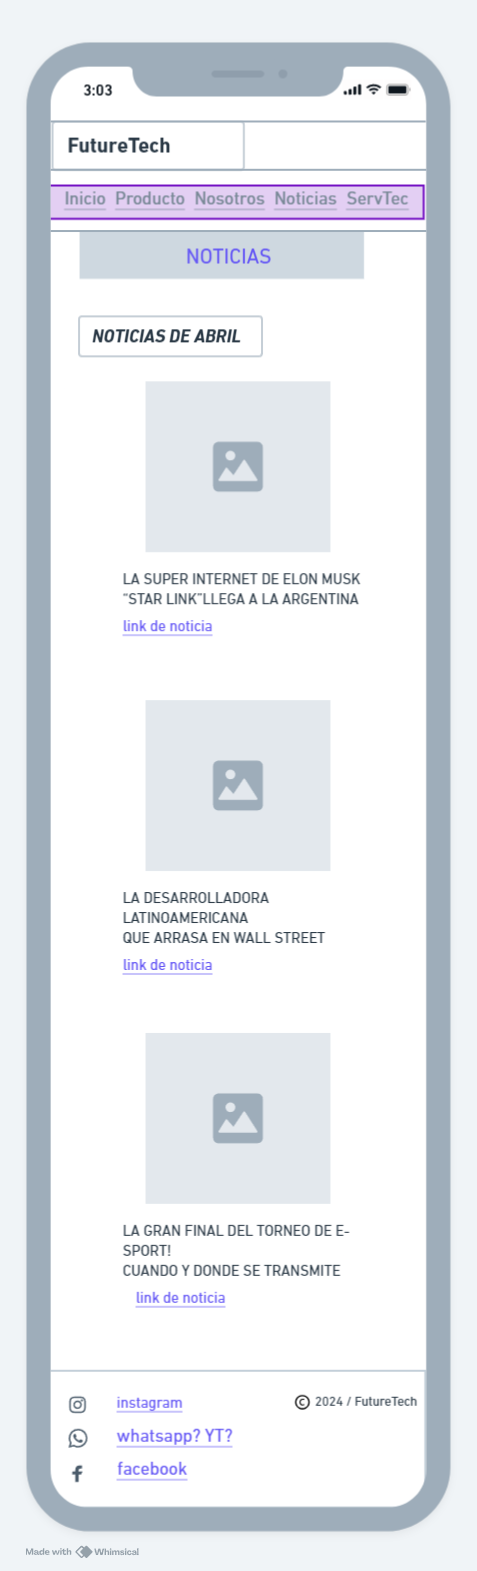 3:03
FutureTech
Inicio Producto Nosotros Noticias ServTec
NOTICIAS
NOTICIAS DE ABRIL
LA SUPER INTERNET DE ELON MUSK
"STAR LINK"LLEGA A LA ARGENTINA
link de noticia
LA DESARROLLADORA
LATINOAMERICANA
QUE ARRASA EN WALL STREET
link de noticia
LA GRAN FINAL DEL TORNEO DE E-
SPORT!
CUANDO Y DONDE SE TRANSMITE
link de noticia
instagram
© 2024 / FutureTech
whatsapp? YT?
facebook
Made with Whimsical